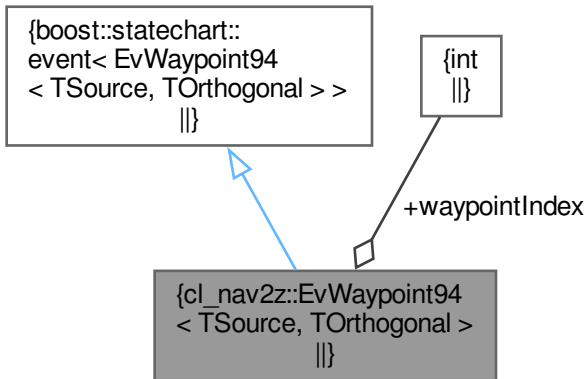 {boost::statechart::
event< EvWaypoint94
< TSource, TOrthogonal > >
||}
{int
||}
+waypointIndex
{cl_nav2z::EvWaypoint94
< TSource, TOrthogonal >
||}